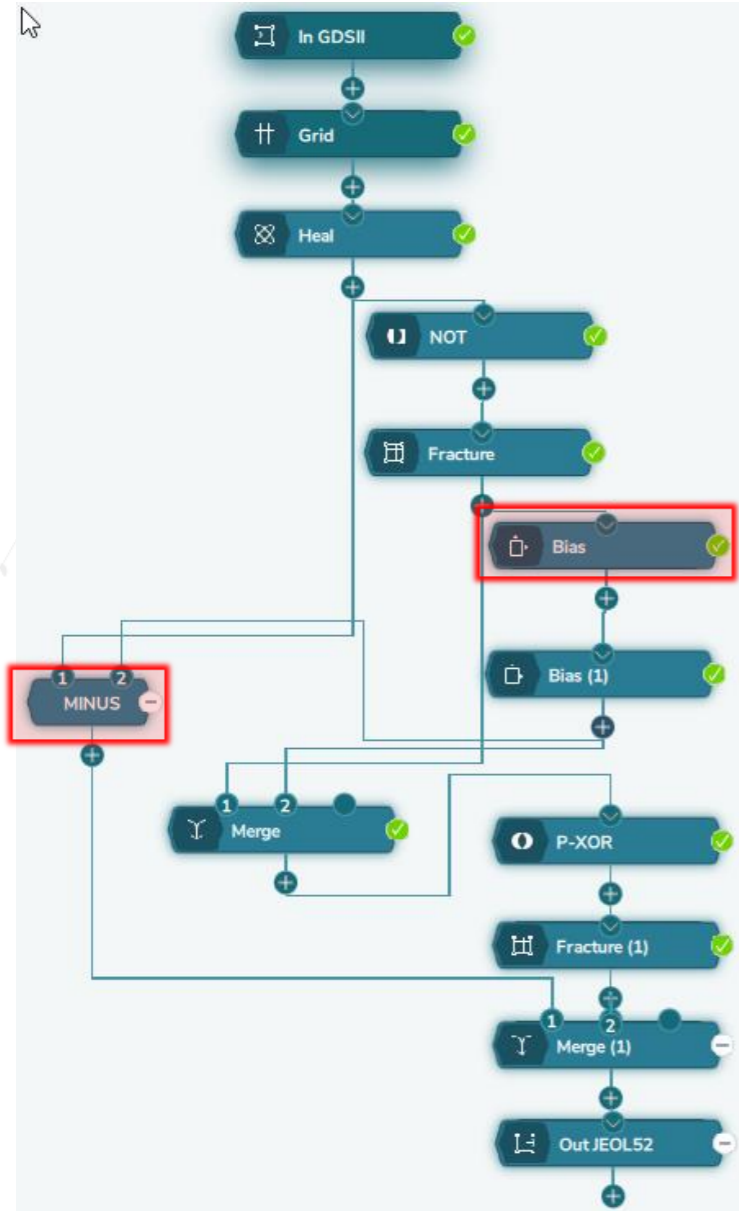 In GDSII
Grid
Heal
NOT
Fracture
Bias
1 2
MINUS
Bias (1)
1 2
Merge
P-XOR
Fracture (1)
1 2
Merge (1)
Out JEOL52